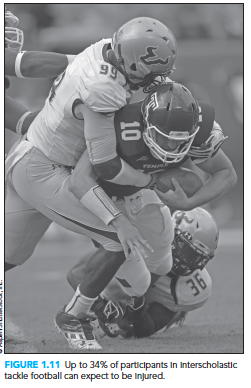 99
10
TEMPLE
36
FIGURE 1.11 Up to 34% of participants in interscholastic
tackle football can expect to be injured.